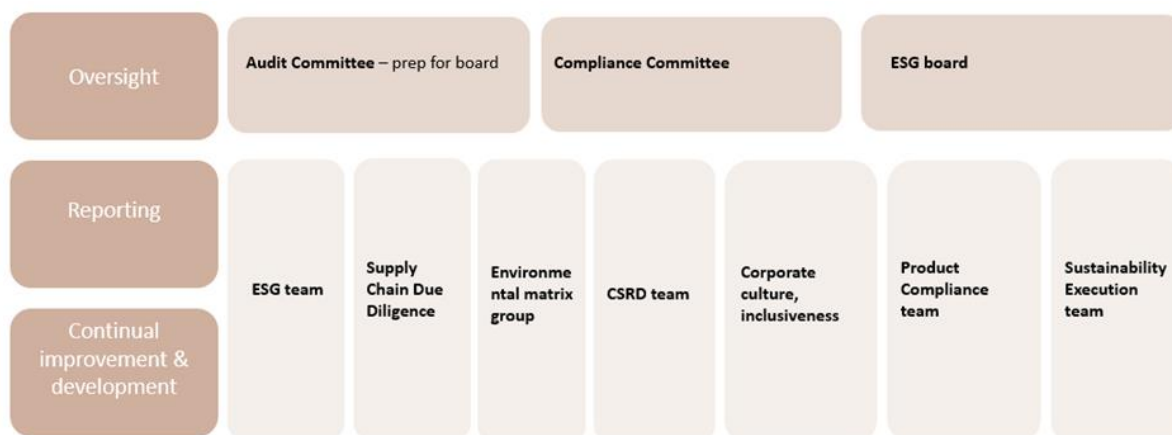 Oversight
Audit Committee – prep for board
Compliance Committee
ESG board
Reporting
Continual
improvement &
development
ESG team
Supply
Chain Due
Diligence
Environme
ntal matrix
group
CSRD team
Corporate
culture,
inclusiveness
Product
Compliance
team
Sustainability
Execution
team